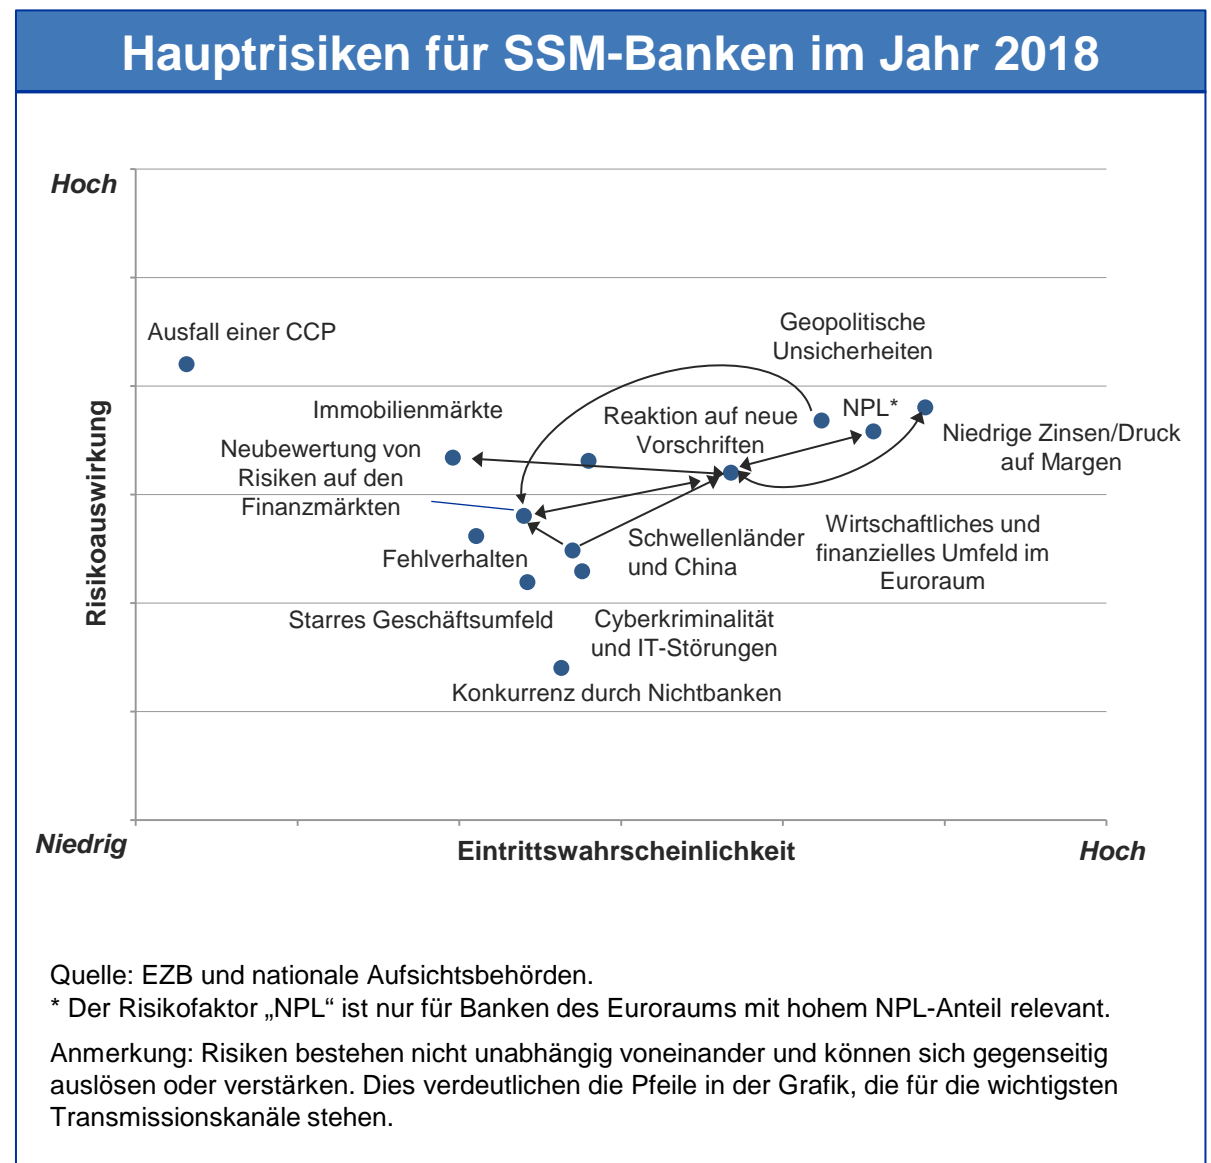 Hauptrisiken für SSM-Banken im Jahr 2018
Hoch
Risikoauswirkung
Ausfall einer CCP
Geopolitische
Unsicherheiten
Immobilienmärkte
Reaktion auf neue
Vorschriften
NPL*
Niedrige Zinsen/Druck
auf Margen
Neubewertung von
Risiken auf den
Finanzmärkten
Fehlverhalten
Schwellenländer
und China
Wirtschaftliches und
finanzielles Umfeld im
Euroraum
Starres Geschäftsumfeld
Cyberkriminalität
und IT-Störungen
Konkurrenz durch Nichtbanken
Niedrig
Eintrittswahrscheinlichkeit
Hoch
Quelle: EZB und nationale Aufsichtsbehörden.
* Der Risikofaktor „NPL“ ist nur für Banken des Euroraums mit hohem NPL-Anteil relevant.
Anmerkung: Risiken bestehen nicht unabhängig voneinander und können sich gegenseitig
auslösen oder verstärken. Dies verdeutlichen die Pfeile in der Grafik, die für die wichtigsten
Transmissionskanäle stehen.